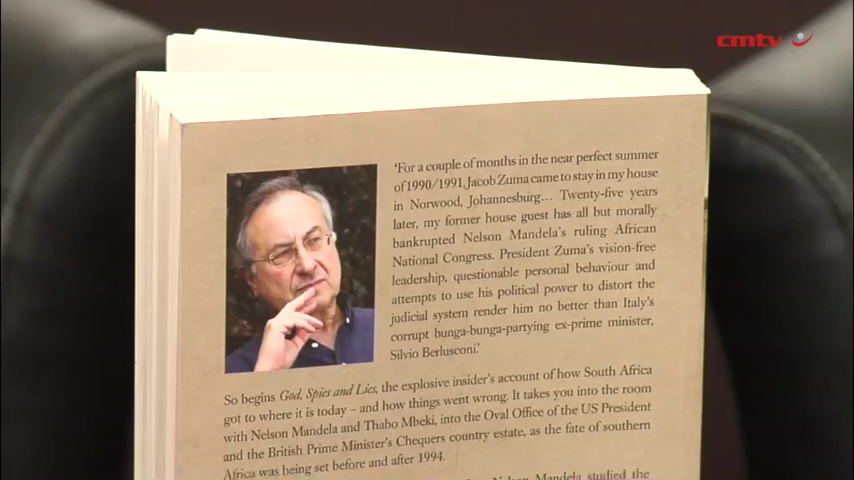 cmtv
'For a couple of months in the near perfect summer
of 1990/1991, Jacob Zuma came to stay in my house
in Norwood, Johannesburg... Twenty-five years
later, my former house guest has all but morally
bankrupted Nelson Mandela's ruling African
National Congress. President Zuma's vision-free
leadership, questionable personal behaviour and
attempts to use his political power to distort the
judicial system render him no better than Italy's
corrupt bunga-bunga-partying ex-prime minister,
Silvio Berlusconi.'
So begins God, Spies and Lies, the explosive insider's account of how South Africa
got to where it is today – and how things went wrong. It takes you into the room
with Nelson Mandela and Thabo Mbeki, into the Oval Office of the US President
and the British Prime Minister's Chequers country estate, as the fate of southern
Africa was being set before and after 1994.
Nelson Mandela studied the